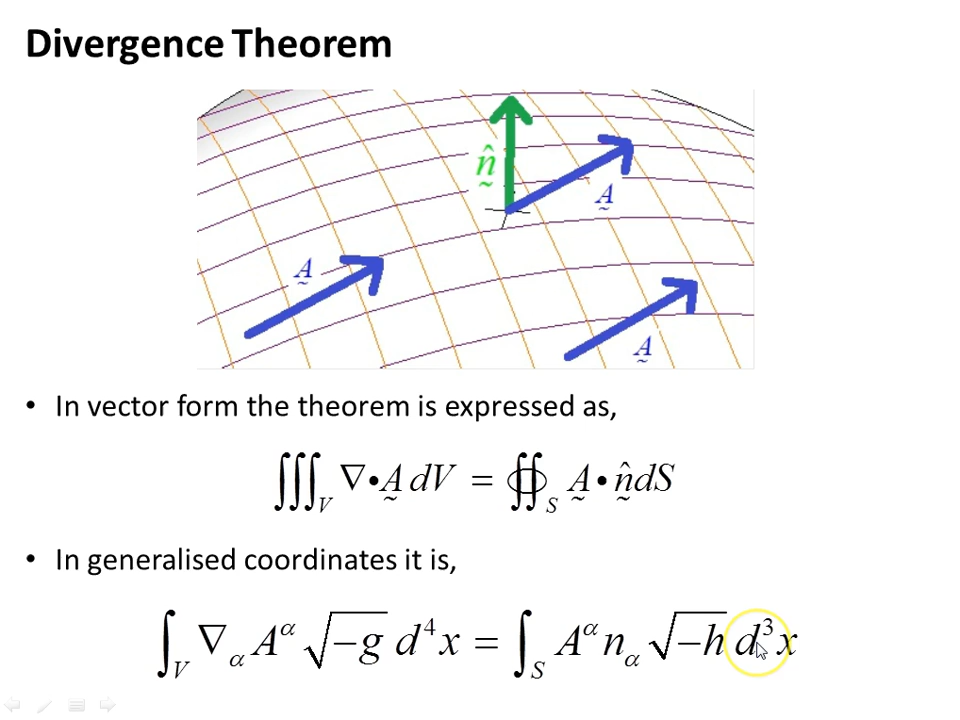 Divergence Theorem
n̂
A
A
A
• In vector form the theorem is expressed as,
∭_V ∇•A dV = ∯_S A•n̂dS
• In generalised coordinates it is,
∫_V ∇_α A^α √−g d⁴x = ∫_S A^α n_α √−h d³x